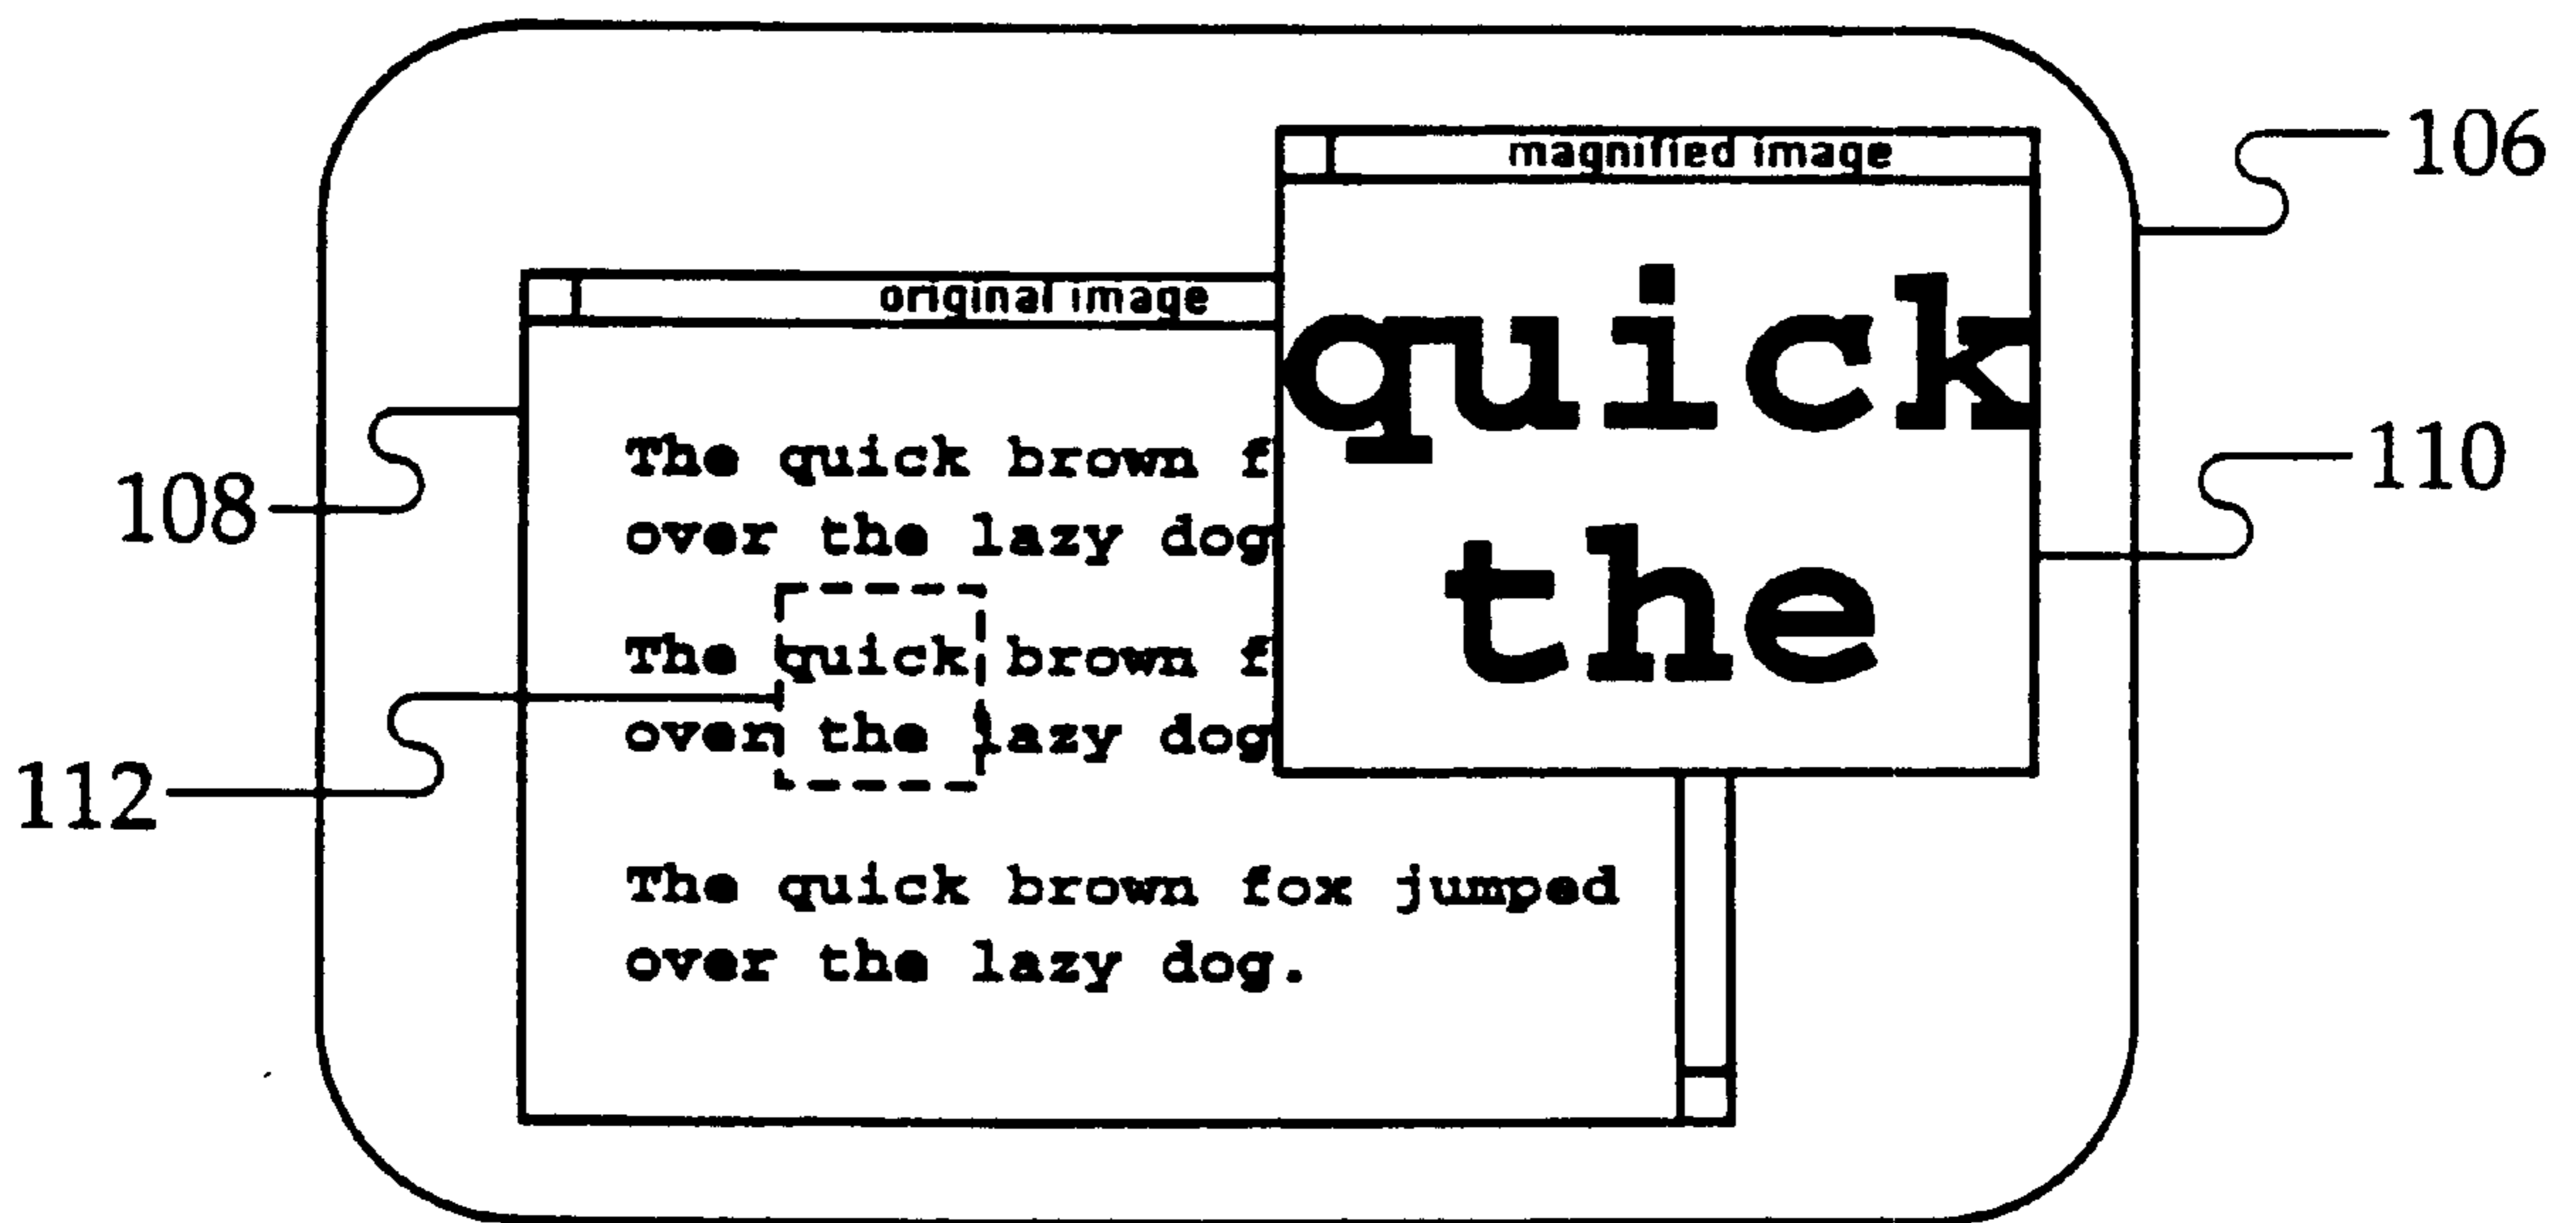 106
magnified image
quick
the
110
original image
108
The quick brown f
over the lazy dog
The quick brown f
over the lazy dog
112
The quick brown fox jumped
over the lazy dog.